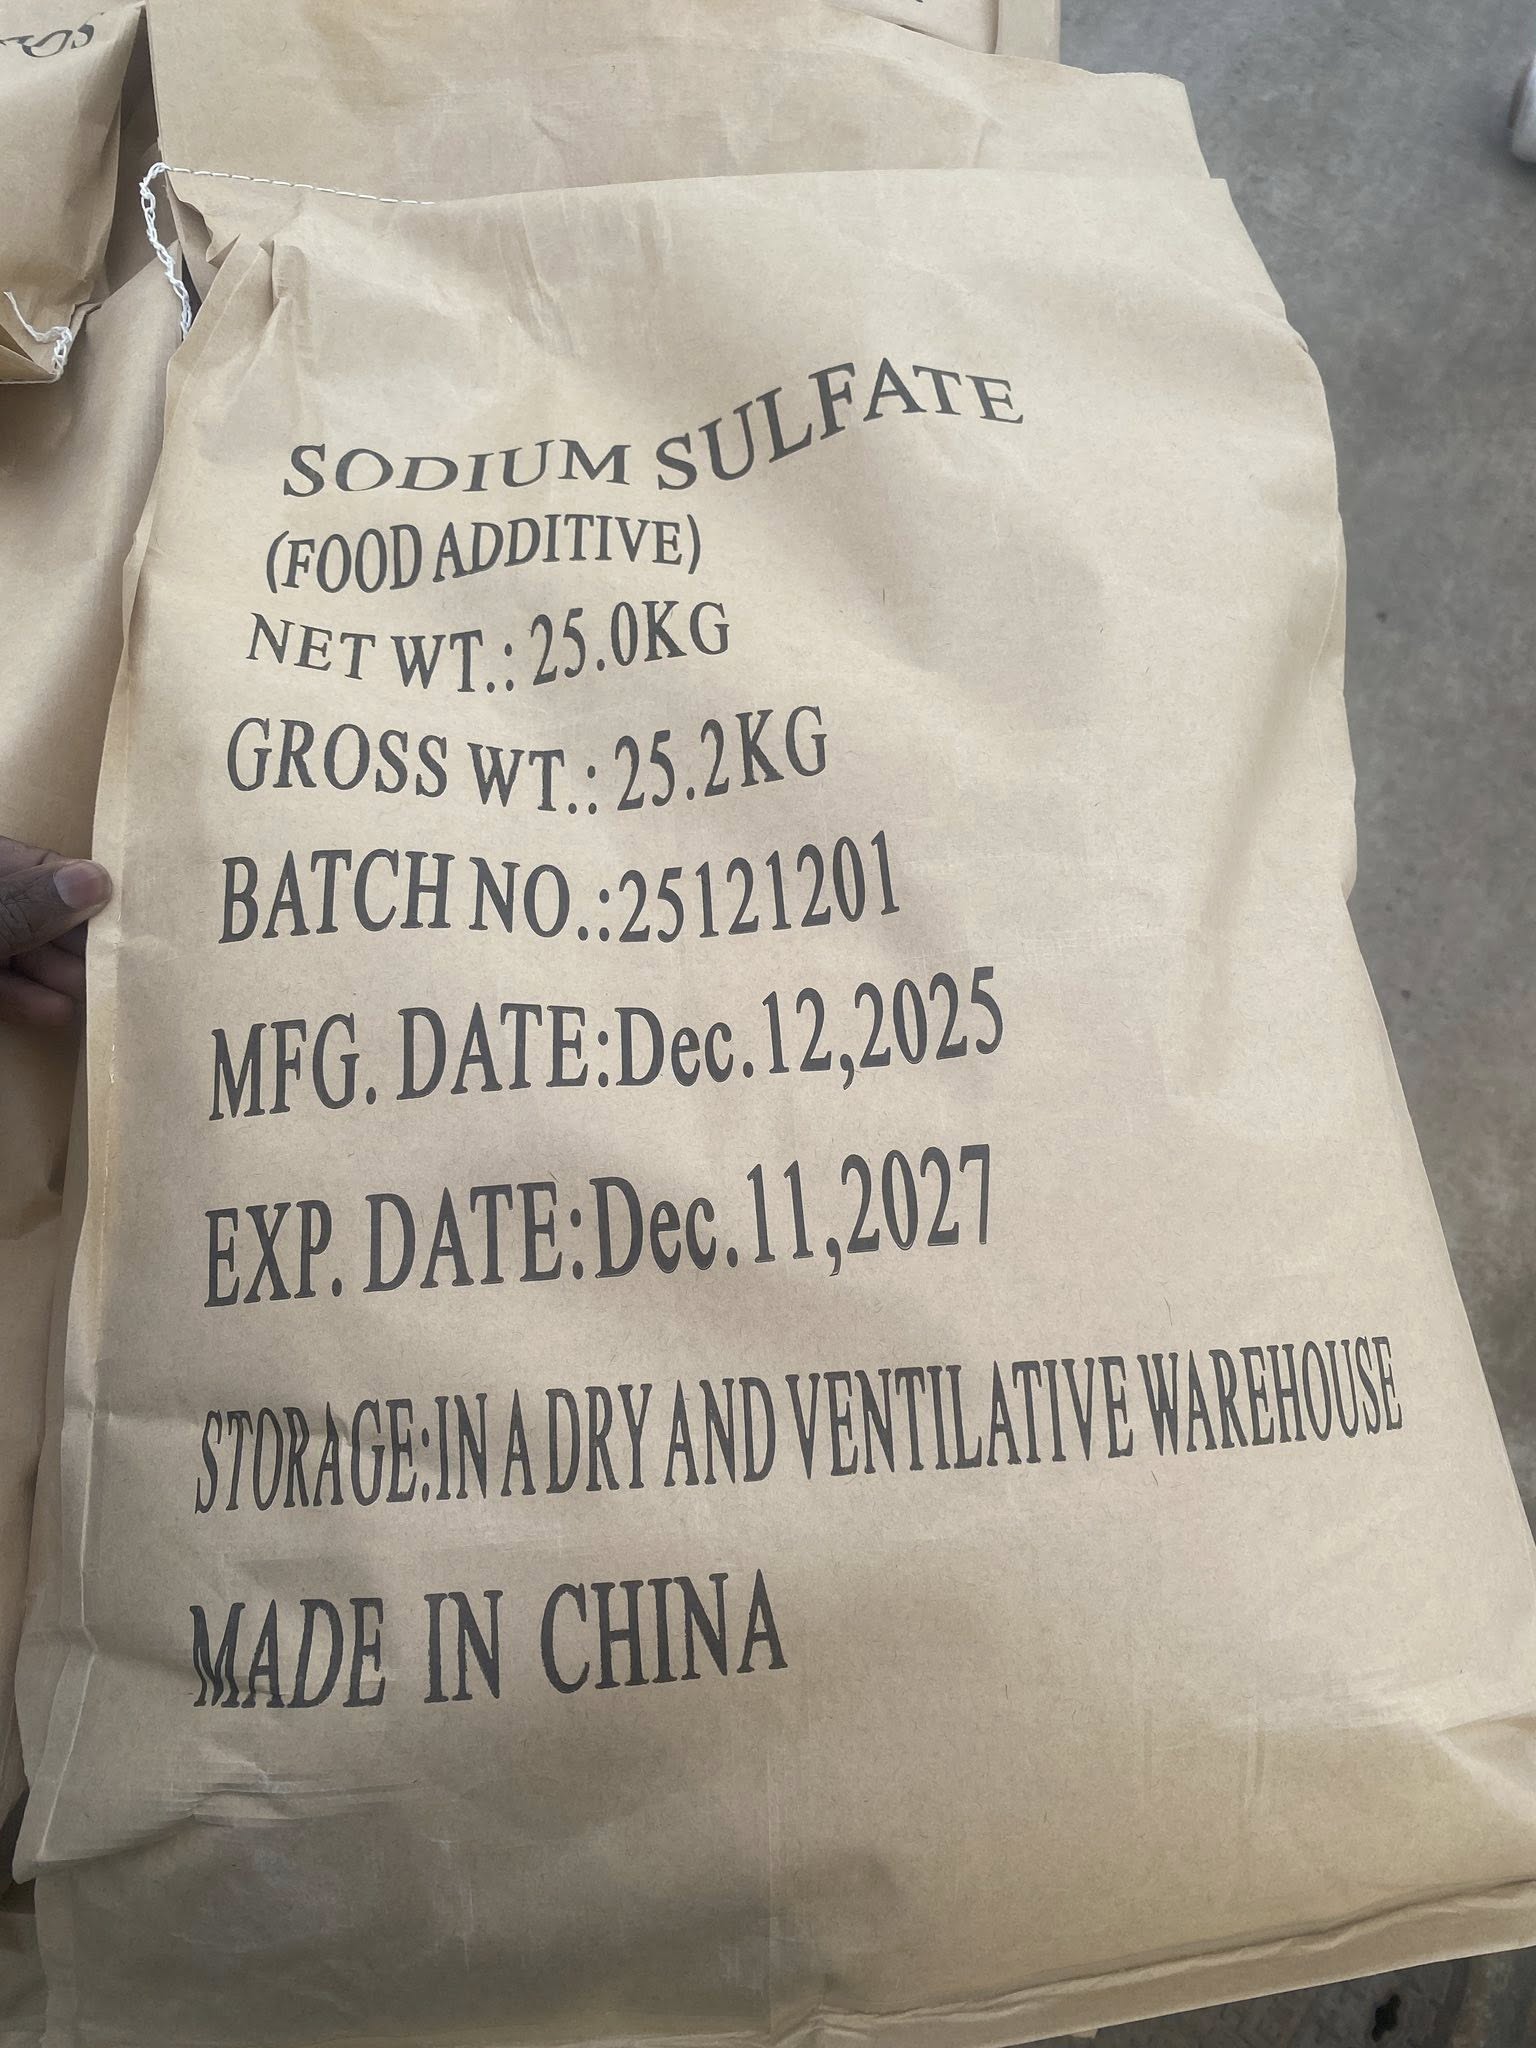 SODIUM SULFATE
(FOOD ADDITIVE)
NET WT.: 25.0KG
GROSS WT.: 25.2KG
BATCH NO.:25121201
MFG. DATE:Dec.12,2025
EXP. DATE:Dec.11,2027
STORAGE:IN A DRY AND VENTILATIVE WAREHOUSE
MADE IN CHINA